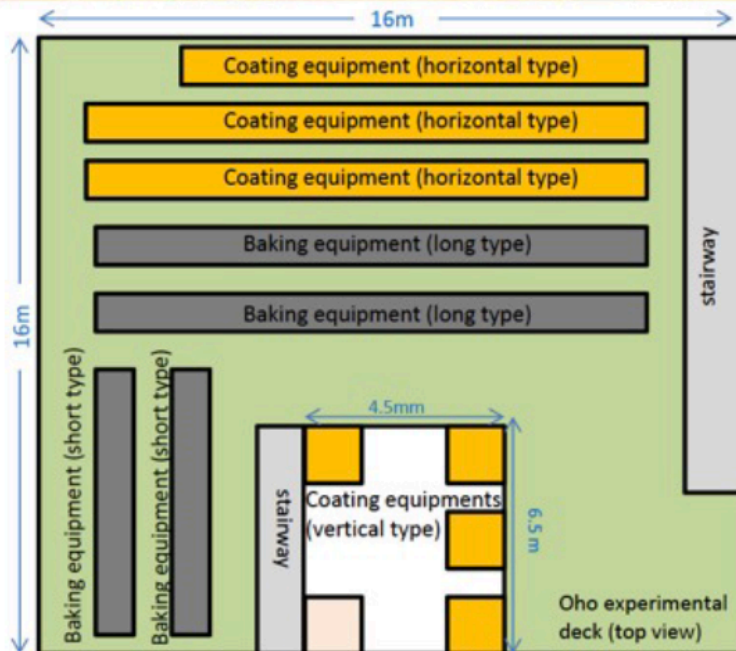 16m
Coating equipment (horizontal type)
Coating equipment (horizontal type)
Coating equipment (horizontal type)
Baking equipment (long type)
Baking equipment (long type)
stairway
16m
Baking equipment (short type)
Baking equipment (short type)
stairway
4.5mm
Coating equipments
(vertical type)
6.5 m
Oho experimental
deck (top view)